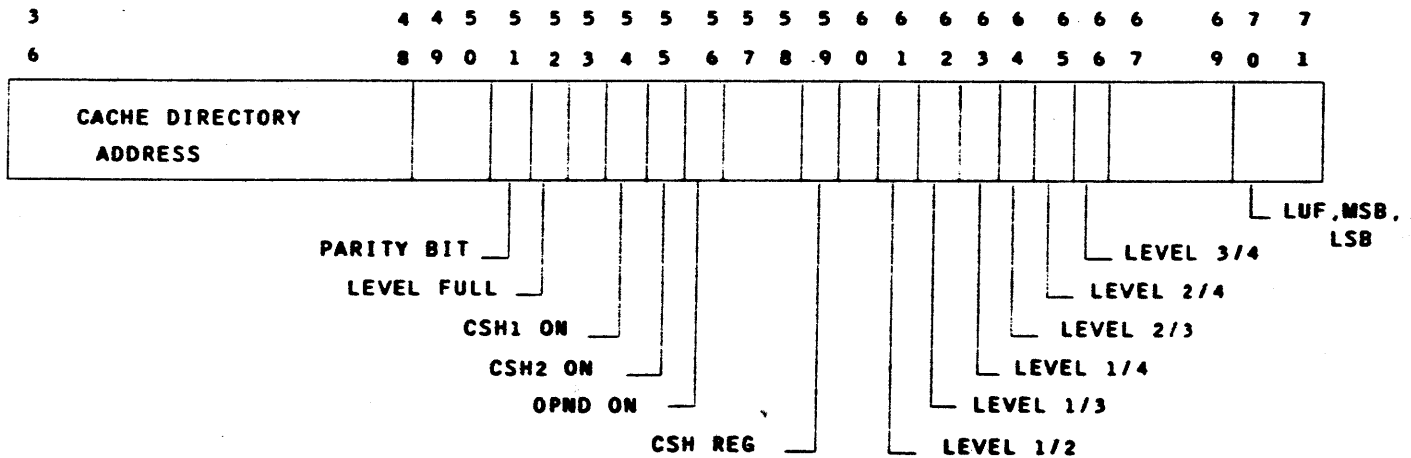 3 4 4 5 5 5 5 5 5 5 5 5 5 6 6 6 6 6 6 6 6 6 7 7
6 8 9 0 1 2 3 4 5 6 7 8 9 0 1 2 3 4 5 6 7 9 0 1
CACHE DIRECTORY
ADDRESS
LUF,MSB,
LSB
PARITY BIT
LEVEL 3/4
LEVEL FULL
LEVEL 2/4
CSH1 ON
LEVEL 2/3
CSH2 ON
LEVEL 1/4
OPND ON
LEVEL 1/3
CSH REG
LEVEL 1/2